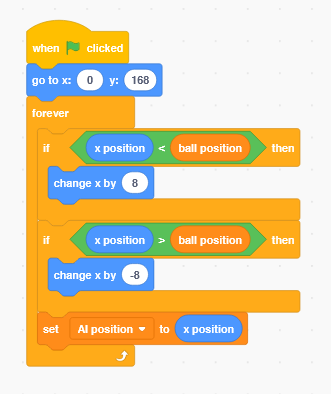 when clicked
go to x: 0 y: 168
forever
if x position < ball position then
change x by 8
if x position > ball position then
change x by -8
set AI position to x position